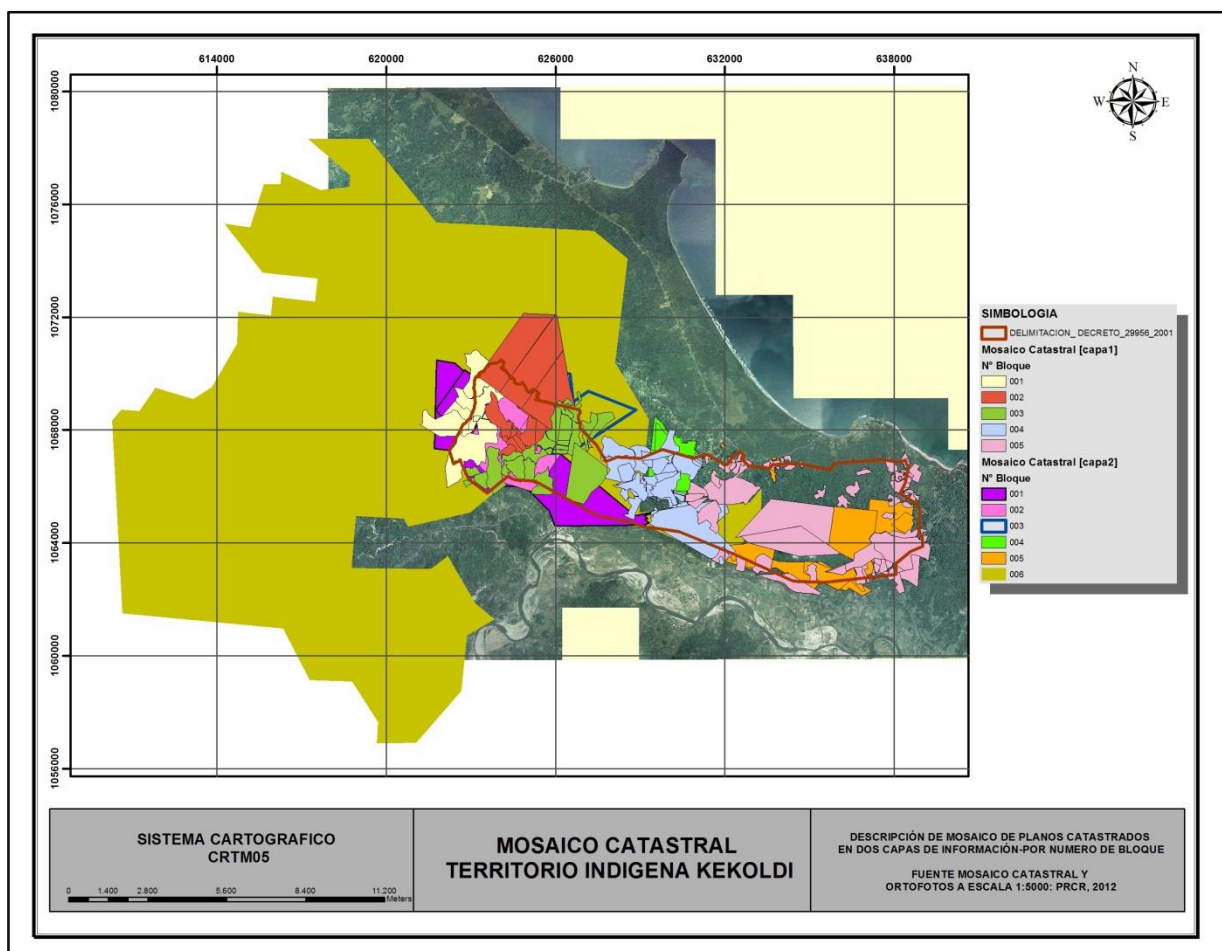 614000 620000 626000 632000 638000
1080000
1076000
1072000
1068000
1064000
1060000
1056000
N
W E
S
SIMBOLOGIA
DELIMITACION_ DECRETO_29956_2001
Mosaico Catastral [capa1]
N° Bloque
001
002
003
004
005
Mosaico Catastral [capa2]
N° Bloque
001
002
003
004
005
006
SISTEMA CARTOGRAFICO
CRTM05
0 1.400 2.800 5.600 8.400 11.200
Meters
MOSAICO CATASTRAL
TERRITORIO INDIGENA KEKOLDI
DESCRIPCIÓN DE MOSAICO DE PLANOS CATASTRADOS
EN DOS CAPAS DE INFORMACIÓN-POR NUMERO DE BLOQUE
FUENTE MOSAICO CATASTRAL Y
ORTOFOTOS A ESCALA 1:5000: PRCR, 2012